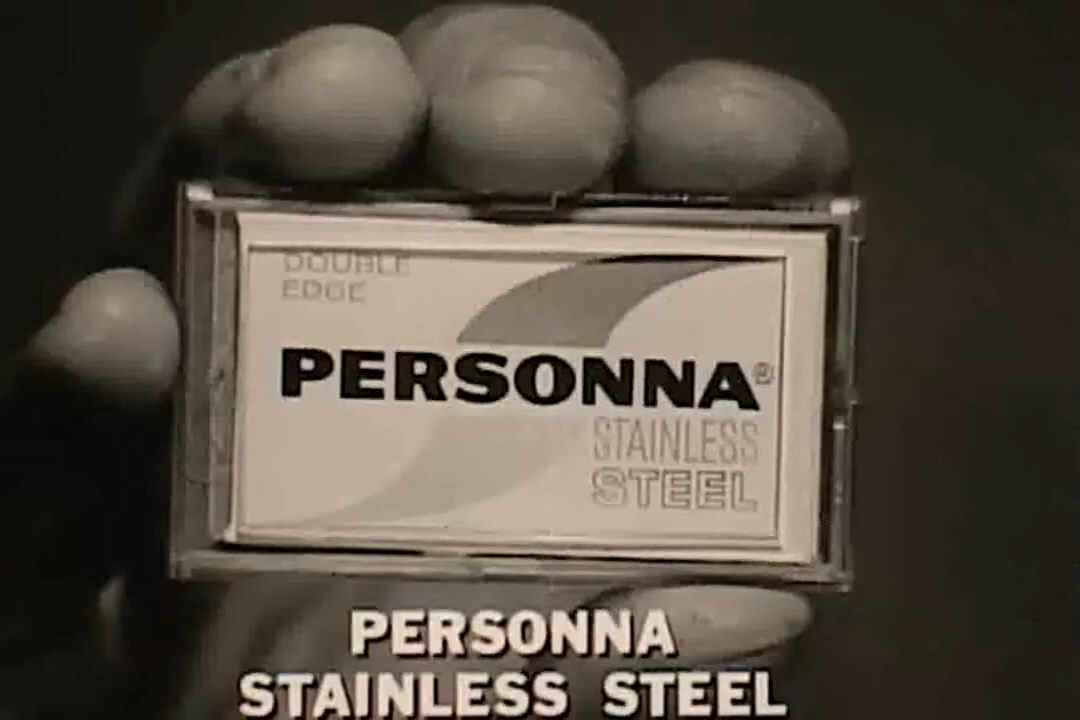 DOUBLE
EDGE
PERSONNA®
STAINLESS
STEEL
PERSONNA
STAINLESS STEEL